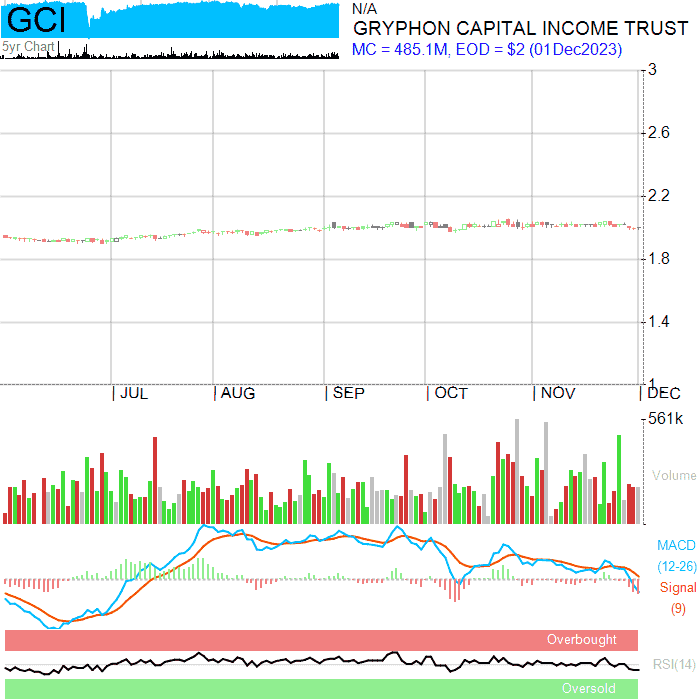 GCI
5yr Chart
N/A
GRYPHON CAPITAL INCOME TRUST
MC = 485.1M, EOD = $2 (01Dec2023)
3
2.6
2.2
1.8
1.4
1
| JUL | AUG | SEP | OCT | NOV | DEC
561k
Volume
MACD
(12-26)
Signal
(9)
Overbought
RSI(14)
Oversold